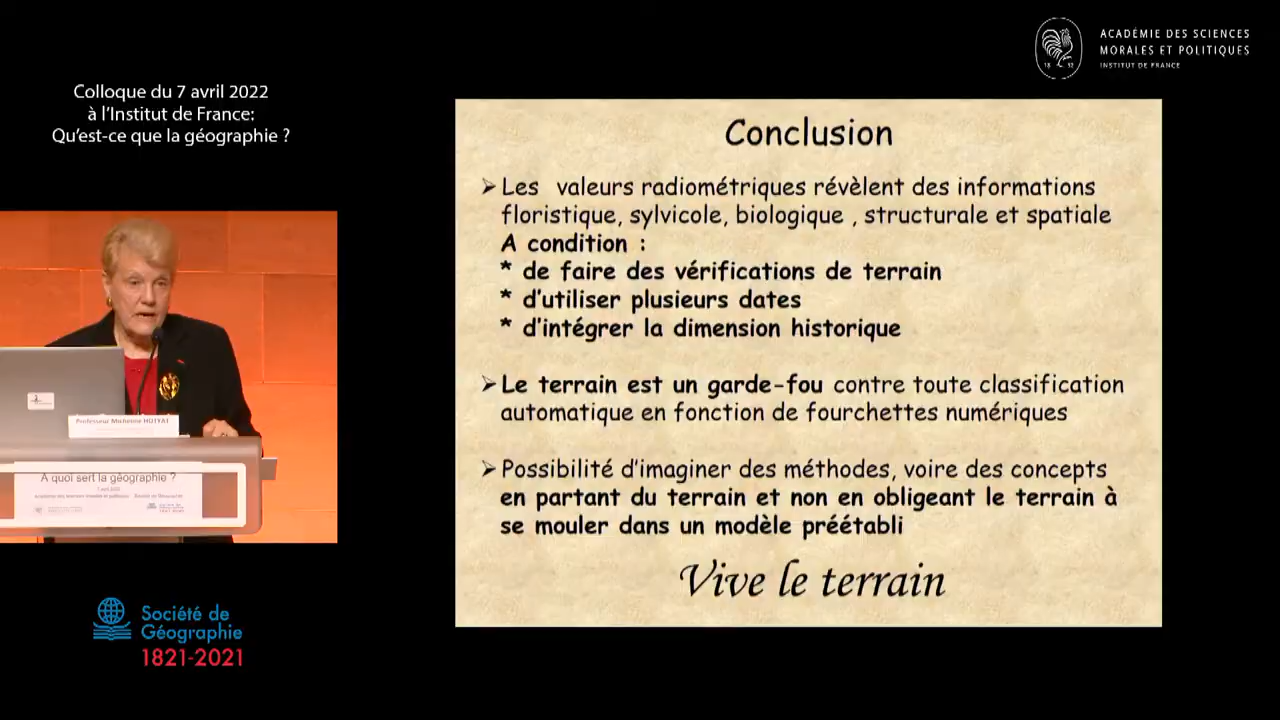 ACADÉMIE DES SCIENCES
MORALES ET POLITIQUES
INSTITUT DE FRANCE
18 32
Colloque du 7 avril 2022
à l'Institut de France:
Qu'est-ce que la géographie ?
Conclusion
➢ Les valeurs radiométriques révèlent des informations
floristique, sylvicole, biologique , structurale et spatiale
A condition :
* de faire des vérifications de terrain
* d'utiliser plusieurs dates
* d'intégrer la dimension historique
➢ Le terrain est un garde-fou contre toute classification
automatique en fonction de fourchettes numériques
➢ Possibilité d'imaginer des méthodes, voire des concepts
en partant du terrain et non en obligeant le terrain à
se mouler dans un modèle préétabli
Vive le terrain
Professeur Micheline HOTYAT
A quoi sert la géographie ?
7 avril 2022
Société de
Géographie
1821-2021